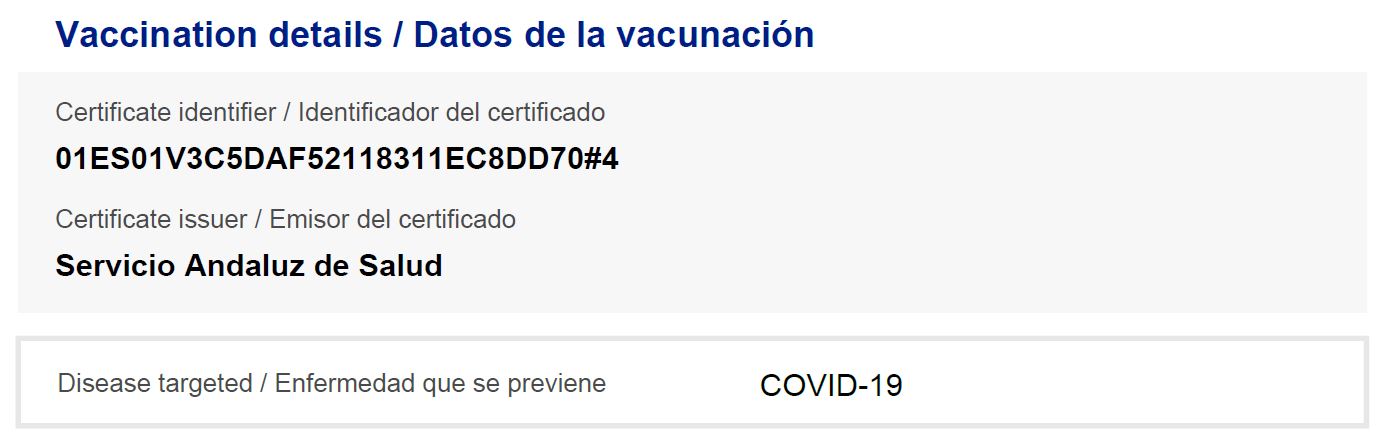 Vaccination details / Datos de la vacunación
Certificate identifier / Identificador del certificado
01ES01V3C5DAF52118311EC8DD70#4
Certificate issuer / Emisor del certificado
Servicio Andaluz de Salud
Disease targeted / Enfermedad que se previene COVID-19